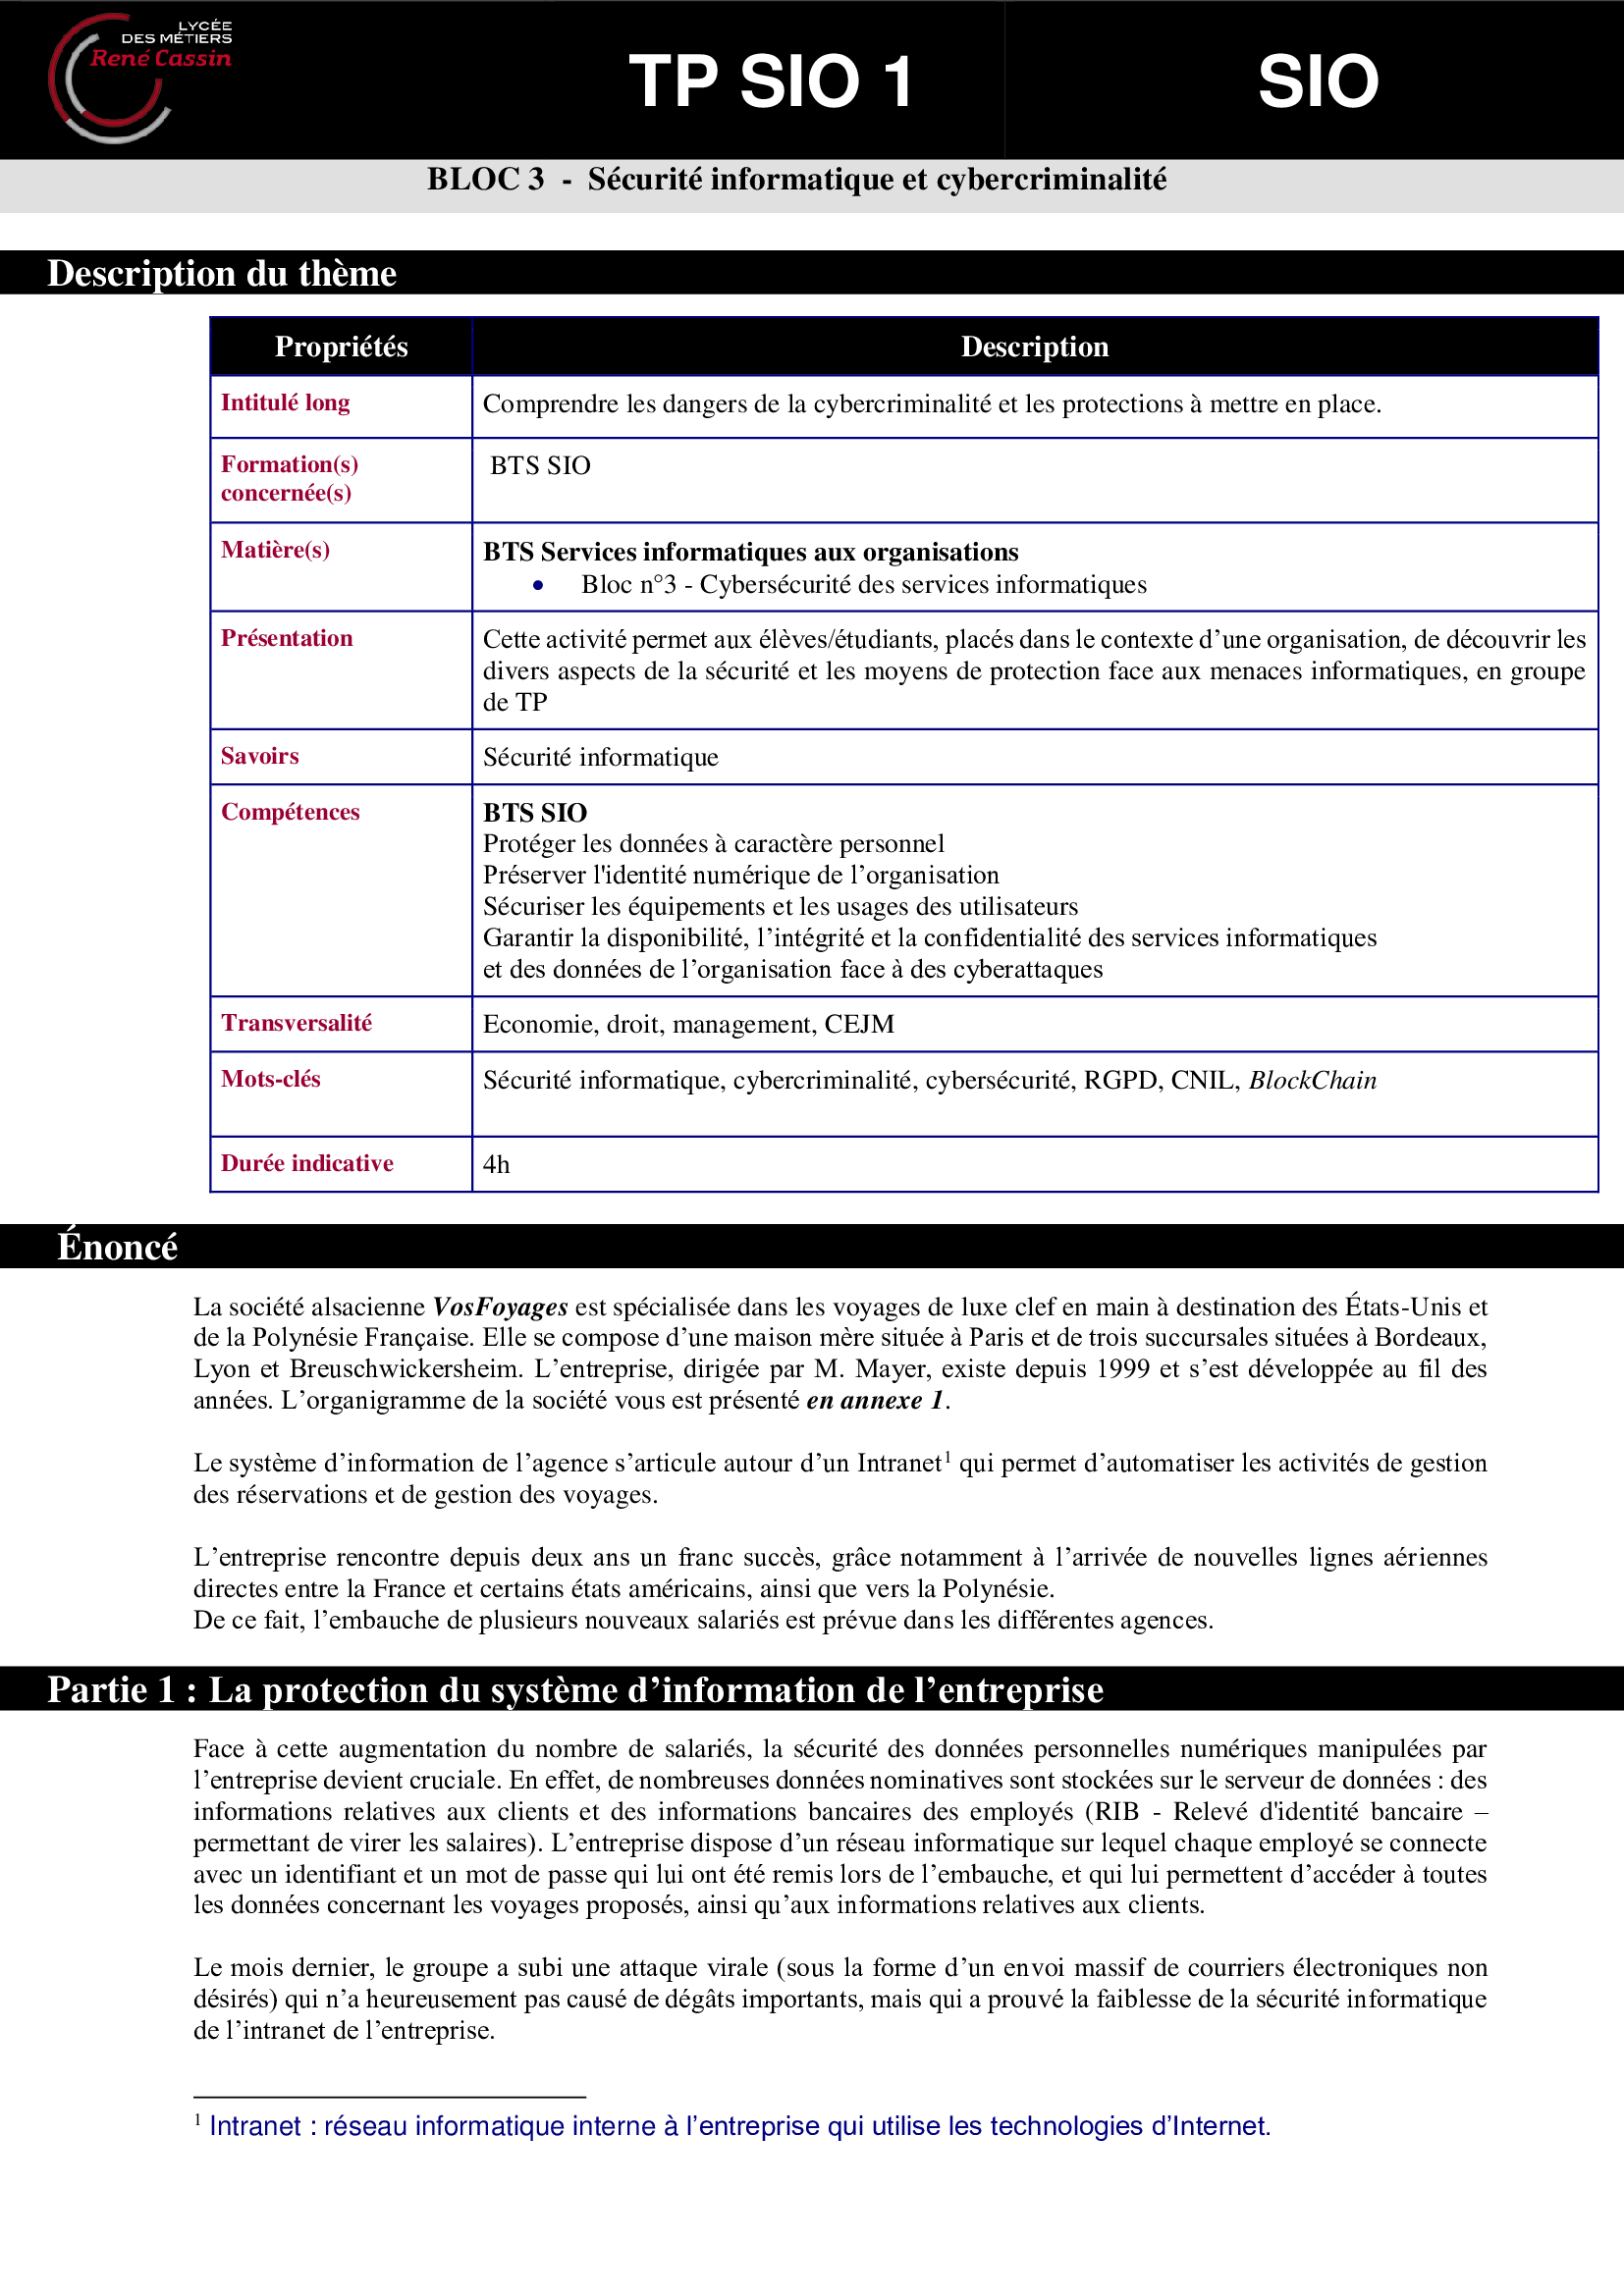 LYCÉE
DES MÉTIERS
René Cassin
TP SIO 1
SIO
BLOC 3 - Sécurité informatique et cybercriminalité
Description du thème
Propriétés
Description
Intitulé long
Comprendre les dangers de la cybercriminalité et les protections à mettre en place.
Formation(s)
concernée(s)
BTS SIO
Matière(s)
BTS Services informatiques aux organisations
• Bloc n°3 - Cybersécurité des services informatiques
Présentation
Cette activité permet aux élèves/étudiants, placés dans le contexte d’une organisation, de découvrir les
divers aspects de la sécurité et les moyens de protection face aux menaces informatiques, en groupe
de TP
Savoirs
Sécurité informatique
Compétences
BTS SIO
Protéger les données à caractère personnel
Préserver l'identité numérique de l’organisation
Sécuriser les équipements et les usages des utilisateurs
Garantir la disponibilité, l’intégrité et la confidentialité des services informatiques
et des données de l’organisation face à des cyberattaques
Transversalité
Economie, droit, management, CEJM
Mots-clés
Sécurité informatique, cybercriminalité, cybersécurité, RGPD, CNIL, BlockChain
Durée indicative
4h
Énoncé
La société alsacienne VosFoyages est spécialisée dans les voyages de luxe clef en main à destination des États-Unis et
de la Polynésie Française. Elle se compose d’une maison mère située à Paris et de trois succursales situées à Bordeaux,
Lyon et Breuschwickersheim. L’entreprise, dirigée par M. Mayer, existe depuis 1999 et s’est développée au fil des
années. L’organigramme de la société vous est présenté en annexe 1.
Le système d’information de l’agence s’articule autour d’un Intranet1 qui permet d’automatiser les activités de gestion
des réservations et de gestion des voyages.
L’entreprise rencontre depuis deux ans un franc succès, grâce notamment à l’arrivée de nouvelles lignes aériennes
directes entre la France et certains états américains, ainsi que vers la Polynésie.
De ce fait, l’embauche de plusieurs nouveaux salariés est prévue dans les différentes agences.
Partie 1 : La protection du système d’information de l’entreprise
Face à cette augmentation du nombre de salariés, la sécurité des données personnelles numériques manipulées par
l’entreprise devient cruciale. En effet, de nombreuses données nominatives sont stockées sur le serveur de données : des
informations relatives aux clients et des informations bancaires des employés (RIB - Relevé d'identité bancaire –
permettant de virer les salaires). L’entreprise dispose d’un réseau informatique sur lequel chaque employé se connecte
avec un identifiant et un mot de passe qui lui ont été remis lors de l’embauche, et qui lui permettent d’accéder à toutes
les données concernant les voyages proposés, ainsi qu’aux informations relatives aux clients.
Le mois dernier, le groupe a subi une attaque virale (sous la forme d’un envoi massif de courriers électroniques non
désirés) qui n’a heureusement pas causé de dégâts importants, mais qui a prouvé la faiblesse de la sécurité informatique
de l’intranet de l’entreprise.
1 Intranet : réseau informatique interne à l’entreprise qui utilise les technologies d’Internet.